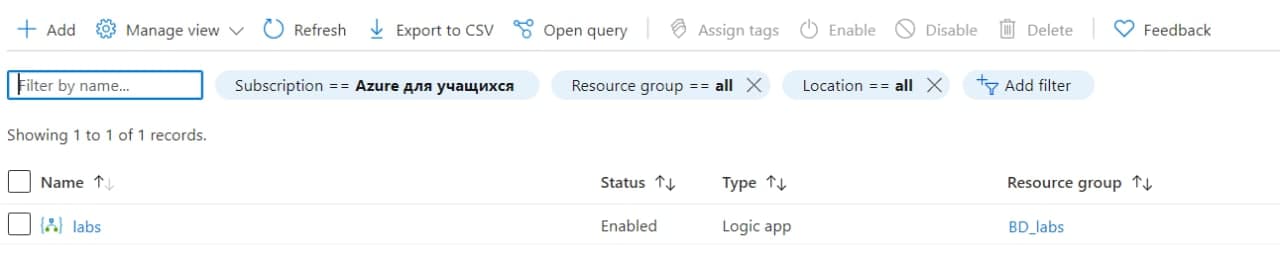 Add Manage view Refresh Export to CSV Open query Assign tags Enable Disable Delete Feedback
Filter by name... Subscription == Azure для учащихся Resource group == all Location == all Add filter
Showing 1 to 1 of 1 records.
Name Status Type Resource group
labs Enabled Logic app BD_labs